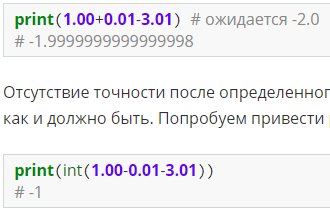 print(1.00+0.01-3.01) # ожидается -2.0
# -1.9999999999999998
Отсутствие точности после
как и должно быть. Попробуем привести
print(int(1.00-0.01-3.01))
# -1